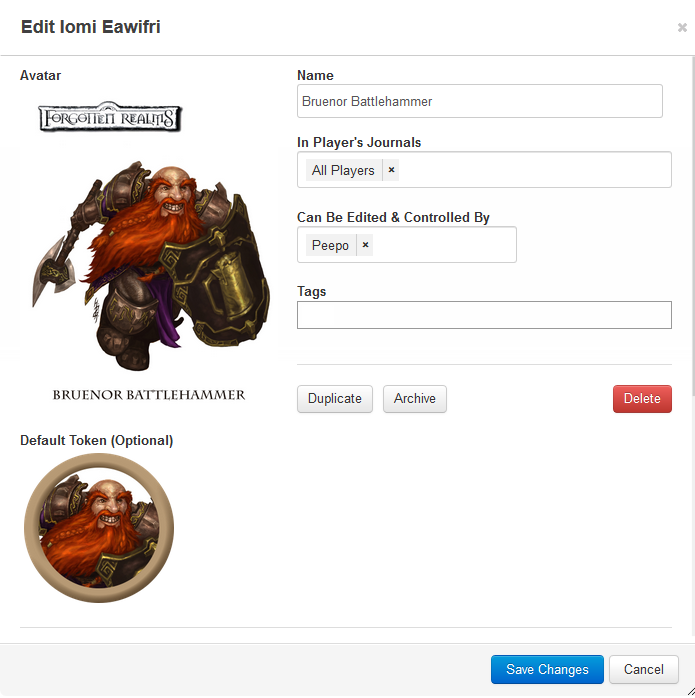 Edit Iomi Eawifri
×
Avatar
FORGOTTEN REALMS
BRUENOR BATTLEHAMMER
Name
Bruenor Battlehammer
In Player's Journals
All Players ×
Can Be Edited & Controlled By
Peepo ×
Tags
Duplicate Archive Delete
Default Token (Optional)
Save Changes Cancel